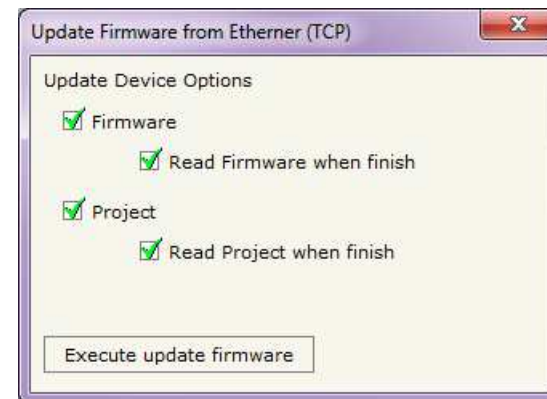 Update Firmware from Etherner (TCP)
Update Device Options
Firmware
Read Firmware when finish
Project
Read Project when finish
Execute update firmware